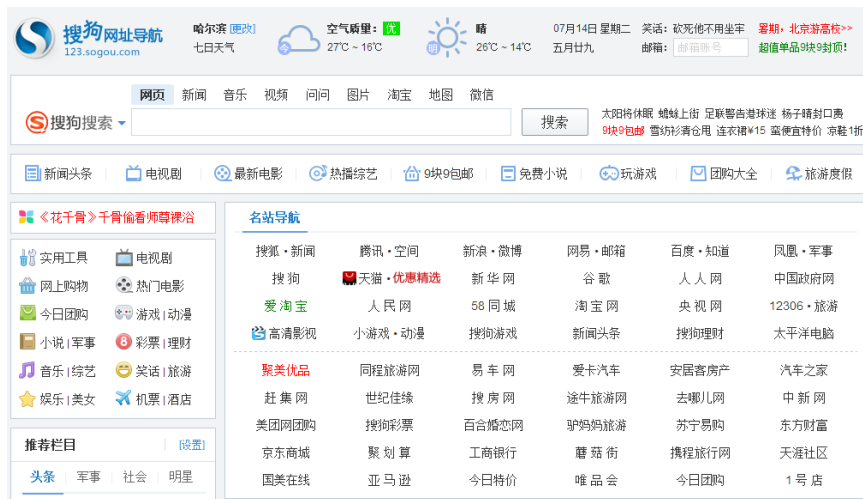 搜狗网址导航
123.sogou.com
哈尔滨 [更改]
七日天气
今
空气质量： 优
27℃ ~ 16℃
明
晴
26℃ ~ 14℃
07月14日 星期二
五月廿九
笑话： 砍死他不用坐牢
邮箱： 邮箱账号
暑期，北京游高校>>
超值单品9块9封顶!
网页 新闻 音乐 视频 问问 图片 淘宝 地图 微信
S 搜狗搜索
搜索
太阳将休眠 蛐蛐上街 足联警告港球迷 杨子晴封口费
9块9包邮 雪纺衫清仓甩 连衣裙¥15 蛮便宜特价 凉鞋1折
新闻头条 电视剧 最新电影 热播综艺 9块9包邮 免费小说 玩游戏 团购大全 旅游度假
《花千骨》千骨偷看师尊裸浴
实用工具 电视剧
网上购物 热门电影
今日团购 游戏|动漫
小说|军事 8 彩票|理财
音乐|综艺 笑话|旅游
娱乐|美女 机票|酒店
推荐栏目 [设置]
头条 军事 社会 明星
名站导航
搜狐・新闻 腾讯・空间 新浪・微博 网易・邮箱 百度・知道 凤凰・军事
搜 狗 天猫・优惠精选 新 华 网 谷 歌 人 人 网 中国政府网
爱 淘 宝 人 民 网 58 同 城 淘 宝 网 央 视 网 12306・旅游
高清影视 小游戏・动漫 搜狗游戏 新闻头条 搜狗理财 太平洋电脑
聚美优品 同程旅游网 易 车 网 爱卡汽车 安居客房产 汽车之家
赶 集 网 世纪佳缘 搜 房 网 途牛旅游网 去哪儿网 中 新 网
美团网团购 搜狗彩票 百合婚恋网 驴妈妈旅游 苏宁易购 东方财富
京东商城 聚 划 算 工商银行 蘑 菇 街 携程旅行网 天涯社区
国美在线 亚 马 逊 今日特价 唯 品 会 今日团购 1 号 店